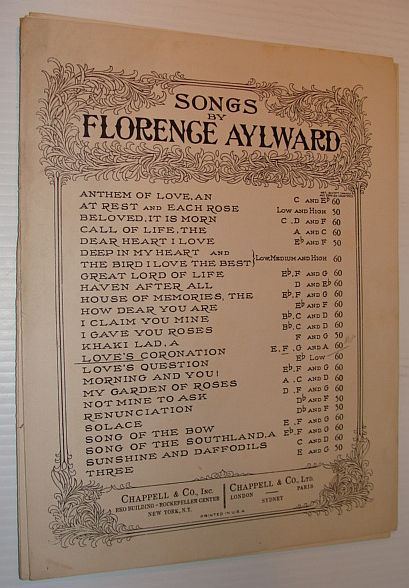 SONGS
BY
FLORENCE AYLWARD
ANTHEM OF LOVE, AN C AND E♭ 60
AT REST AND EACH ROSE LOW AND HIGH 50
BELOVED, IT IS MORN C, D AND F 60
CALL OF LIFE, THE A AND C 60
DEAR HEART I LOVE E♭ AND F 50
DEEP IN MY HEART AND
THE BIRD I LOVE THE BEST } LOW, MEDIUM AND HIGH 60
GREAT LORD OF LIFE E♭, F AND G 60
HAVEN AFTER ALL D AND E♭ 60
HOUSE OF MEMORIES, THE E♭, F AND G 60
HOW DEAR YOU ARE E♭ AND F 60
I CLAIM YOU MINE B♭, C AND D 60
I GAVE YOU ROSES B♭, C AND D 60
KHAKI LAD, A F AND G 50
LOVE'S CORONATION E, F, G AND A 60
LOVE'S QUESTION E♭ LOW 60
MORNING AND YOU! E♭, F AND G 60
MY GARDEN OF ROSES A, C AND D 60
NOT MINE TO ASK D, F AND G 60
RENUNCIATION D♭ AND F 50
SOLACE D♭ AND F 50
SONG OF THE BOW E, F AND G 60
SONG OF THE SOUTHLAND, A E♭, F AND G 60
SUNSHINE AND DAFFODILS C AND D 60
THREE E AND G 50
CHAPPELL & CO., INC.
RKO BUILDING - ROCKEFELLER CENTER
NEW YORK, N.Y.
CHAPPELL & CO., LTD.
LONDON PARIS
SYDNEY
PRINTED IN U.S.A